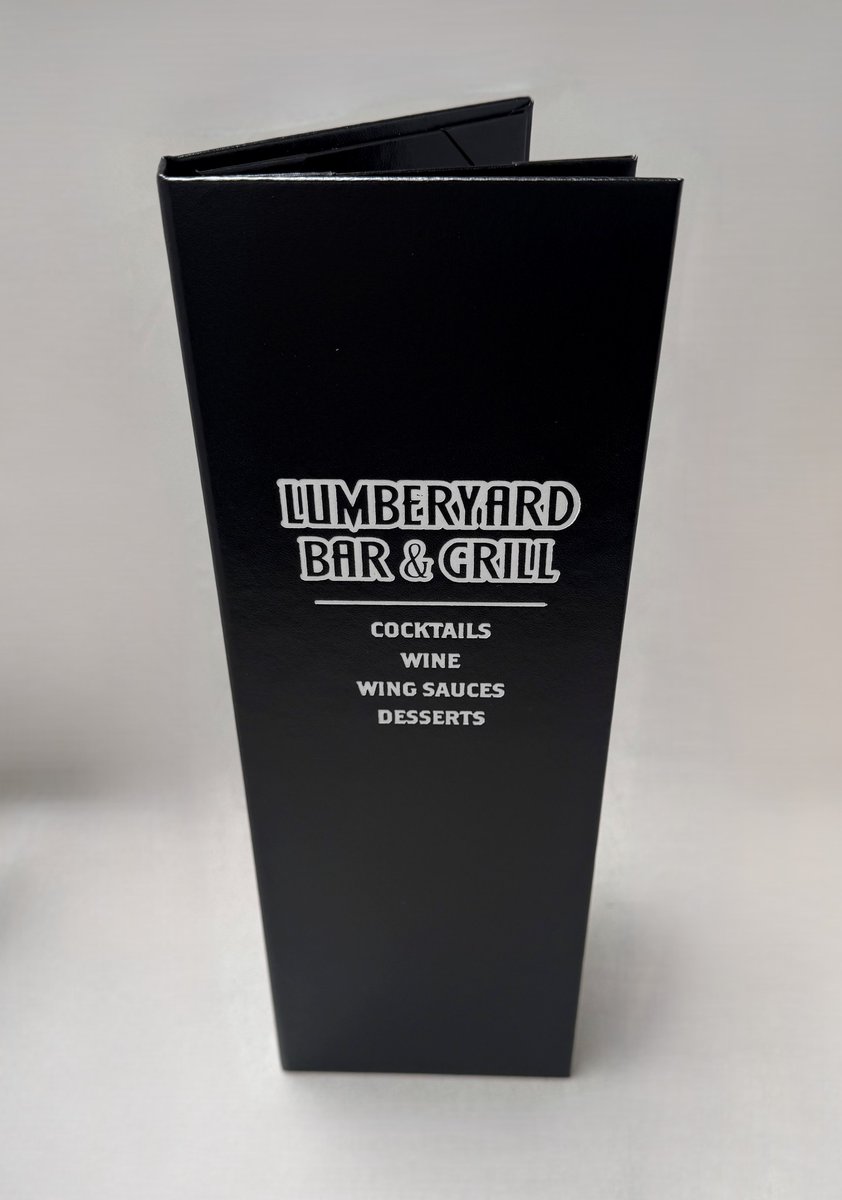 LUMBERYARD
BAR & GRILL
COCKTAILS
WINE
WING SAUCES
DESSERTS